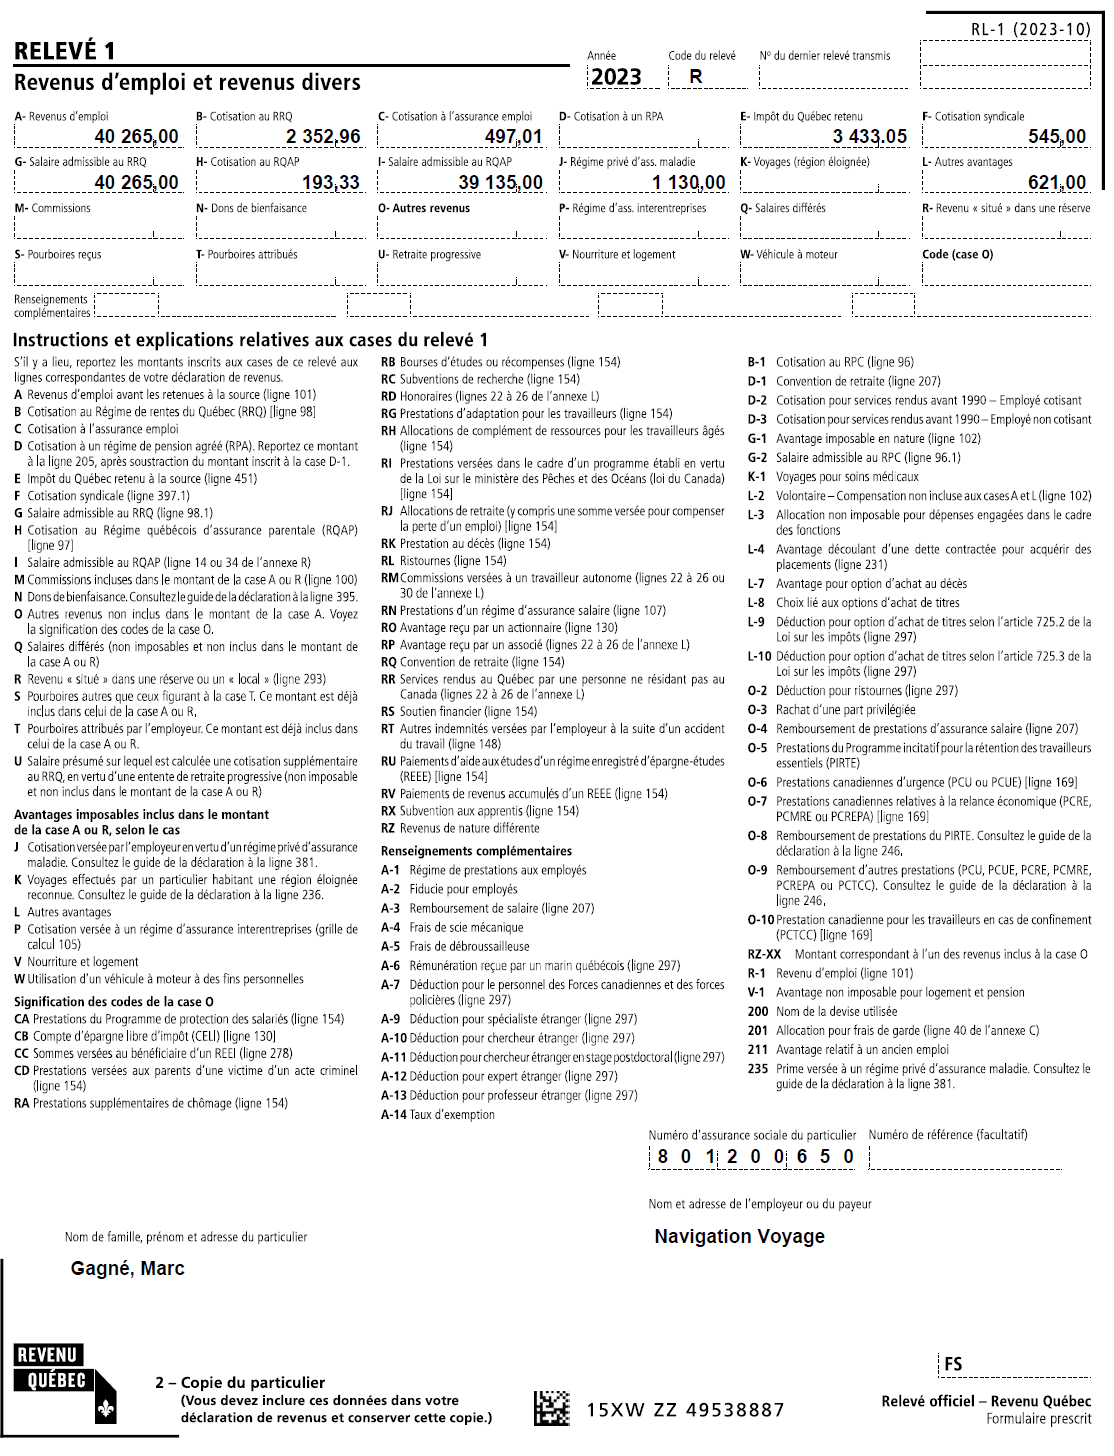 RL-1 (2023-10)
RELEVÉ 1
Revenus d'emploi et revenus divers
Année
2023
Code du relevé
R
Nº du dernier relevé transmis
A- Revenus d'emploi
40 265,00
B- Cotisation au RRQ
2 352,96
C- Cotisation à l'assurance emploi
497,01
D- Cotisation à un RPA
E- Impôt du Québec retenu
3 433,05
F- Cotisation syndicale
545,00
G- Salaire admissible au RRQ
40 265,00
H- Cotisation au RQAP
193,33
I- Salaire admissible au RQAP
39 135,00
J- Régime privé d'ass. maladie
1 130,00
K- Voyages (région éloignée)
L- Autres avantages
621,00
M- Commissions
N- Dons de bienfaisance
O- Autres revenus
P- Régime d'ass. interentreprises
Q- Salaires différés
R- Revenu « situé » dans une réserve
S- Pourboires reçus
T- Pourboires attribués
U- Retraite progressive
V- Nourriture et logement
W- Véhicule à moteur
Code (case O)
Renseignements
complémentaires
Instructions et explications relatives aux cases du relevé 1
S'il y a lieu, reportez les montants inscrits aux cases de ce relevé aux
lignes correspondantes de votre déclaration de revenus.
A Revenus d'emploi avant les retenues à la source (ligne 101)
B Cotisation au Régime de rentes du Québec (RRQ) [ligne 98]
C Cotisation à l'assurance emploi
D Cotisation à un régime de pension agréé (RPA). Reportez ce montant
à la ligne 205, après soustraction du montant inscrit à la case D-1.
E Impôt du Québec retenu à la source (ligne 451)
F Cotisation syndicale (ligne 397.1)
G Salaire admissible au RRQ (ligne 98.1)
H Cotisation au Régime québécois d'assurance parentale (RQAP)
[ligne 97]
I Salaire admissible au RQAP (ligne 14 ou 34 de l'annexe R)
M Commissions incluses dans le montant de la case A ou R (ligne 100)
N Dons de bienfaisance. Consultez le guide de la déclaration à la ligne 395.
O Autres revenus non inclus dans le montant de la case A. Voyez
la signification des codes de la case O.
Q Salaires différés (non imposables et non inclus dans le montant de
la case A ou R)
R Revenu « situé » dans une réserve ou un « local » (ligne 293)
S Pourboires autres que ceux figurant à la case T. Ce montant est déjà
inclus dans celui de la case A ou R.
T Pourboires attribués par l'employeur. Ce montant est déjà inclus dans
celui de la case A ou R.
U Salaire présumé sur lequel est calculée une cotisation supplémentaire
au RRQ, en vertu d'une entente de retraite progressive (non imposable
et non inclus dans le montant de la case A ou R)
Avantages imposables inclus dans le montant
de la case A ou R, selon le cas
J Cotisation versée par l'employeur en vertu d'un régime privé d'assurance
maladie. Consultez le guide de la déclaration à la ligne 381.
K Voyages effectués par un particulier habitant une région éloignée
reconnue. Consultez le guide de la déclaration à la ligne 236.
L Autres avantages
P Cotisation versée à un régime d'assurance interentreprises (grille de
calcul 105)
V Nourriture et logement
W Utilisation d'un véhicule à moteur à des fins personnelles
Signification des codes de la case O
CA Prestations du Programme de protection des salariés (ligne 154)
CB Compte d'épargne libre d'impôt (CELI) [ligne 130]
CC Sommes versées au bénéficiaire d'un REEI (ligne 278)
CD Prestations versées aux parents d'une victime d'un acte criminel
(ligne 154)
RA Prestations supplémentaires de chômage (ligne 154)
RB Bourses d'études ou récompenses (ligne 154)
RC Subventions de recherche (ligne 154)
RD Honoraires (lignes 22 à 26 de l'annexe L)
RG Prestations d'adaptation pour les travailleurs (ligne 154)
RH Allocations de complément de ressources pour les travailleurs âgés
(ligne 154)
RI Prestations versées dans le cadre d'un programme établi en vertu
de la Loi sur le ministère des Pêches et des Océans (loi du Canada)
[ligne 154]
RJ Allocations de retraite (y compris une somme versée pour compenser
la perte d'un emploi) [ligne 154]
RK Prestation au décès (ligne 154)
RL Ristournes (ligne 154)
RM Commissions versées à un travailleur autonome (lignes 22 à 26 ou
30 de l'annexe L)
RN Prestations d'un régime d'assurance salaire (ligne 107)
RO Avantage reçu par un actionnaire (ligne 130)
RP Avantage reçu par un associé (lignes 22 à 26 de l'annexe L)
RQ Convention de retraite (ligne 154)
RR Services rendus au Québec par une personne ne résidant pas au
Canada (lignes 22 à 26 de l'annexe L)
RS Soutien financier (ligne 154)
RT Autres indemnités versées par l'employeur à la suite d'un accident
du travail (ligne 148)
RU Paiements d'aide aux études d'un régime enregistré d'épargne-études
(REEE) [ligne 154]
RV Paiements de revenus accumulés d'un REEE (ligne 154)
RX Subvention aux apprentis (ligne 154)
RZ Revenus de nature différente
Renseignements complémentaires
A-1 Régime de prestations aux employés
A-2 Fiducie pour employés
A-3 Remboursement de salaire (ligne 207)
A-4 Frais de scie mécanique
A-5 Frais de débroussailleuse
A-6 Rémunération reçue par un marin québécois (ligne 297)
A-7 Déduction pour le personnel des Forces canadiennes et des forces
policières (ligne 297)
A-9 Déduction pour spécialiste étranger (ligne 297)
A-10 Déduction pour chercheur étranger (ligne 297)
A-11 Déduction pour chercheur étranger en stage postdoctoral (ligne 297)
A-12 Déduction pour expert étranger (ligne 297)
A-13 Déduction pour professeur étranger (ligne 297)
A-14 Taux d'exemption
B-1 Cotisation au RPC (ligne 96)
D-1 Convention de retraite (ligne 207)
D-2 Cotisation pour services rendus avant 1990 – Employé cotisant
D-3 Cotisation pour services rendus avant 1990 – Employé non cotisant
G-1 Avantage imposable en nature (ligne 102)
G-2 Salaire admissible au RPC (ligne 96.1)
K-1 Voyages pour soins médicaux
L-2 Volontaire – Compensation non incluse aux cases A et L (ligne 102)
L-3 Allocation non imposable pour dépenses engagées dans le cadre
des fonctions
L-4 Avantage découlant d'une dette contractée pour acquérir des
placements (ligne 231)
L-7 Avantage pour option d'achat au décès
L-8 Choix lié aux options d'achat de titres
L-9 Déduction pour option d'achat de titres selon l'article 725.2 de la
Loi sur les impôts (ligne 297)
L-10 Déduction pour option d'achat de titres selon l'article 725.3 de la
Loi sur les impôts (ligne 297)
O-2 Déduction pour ristournes (ligne 297)
O-3 Rachat d'une part privilégiée
O-4 Remboursement de prestations d'assurance salaire (ligne 207)
O-5 Prestations du Programme incitatif pour la rétention des travailleurs
essentiels (PIRTE)
O-6 Prestations canadiennes d'urgence (PCU ou PCUE) [ligne 169]
O-7 Prestations canadiennes relatives à la relance économique (PCRE,
PCMRE ou PCREPA) [ligne 169]
O-8 Remboursement de prestations du PIRTE. Consultez le guide de la
déclaration à la ligne 246.
O-9 Remboursement d'autres prestations (PCU, PCUE, PCRE, PCMRE,
PCREPA ou PCTCC). Consultez le guide de la déclaration à la
ligne 246.
O-10 Prestation canadienne pour les travailleurs en cas de confinement
(PCTCC) [ligne 169]
RZ-XX Montant correspondant à l'un des revenus inclus à la case O
R-1 Revenu d'emploi (ligne 101)
V-1 Avantage non imposable pour logement et pension
200 Nom de la devise utilisée
201 Allocation pour frais de garde (ligne 40 de l'annexe C)
211 Avantage relatif à un ancien emploi
235 Prime versée à un régime privé d'assurance maladie. Consultez le
guide de la déclaration à la ligne 381.
Numéro d'assurance sociale du particulier
8 0 1 2 0 0 6 5 0
Numéro de référence (facultatif)
Nom et adresse de l'employeur ou du payeur
Navigation Voyage
Nom de famille, prénom et adresse du particulier
Gagné, Marc
REVENU
QUÉBEC
2 – Copie du particulier
(Vous devez inclure ces données dans votre
déclaration de revenus et conserver cette copie.)
15XW ZZ 49538887
FS
Relevé officiel – Revenu Québec
Formulaire prescrit